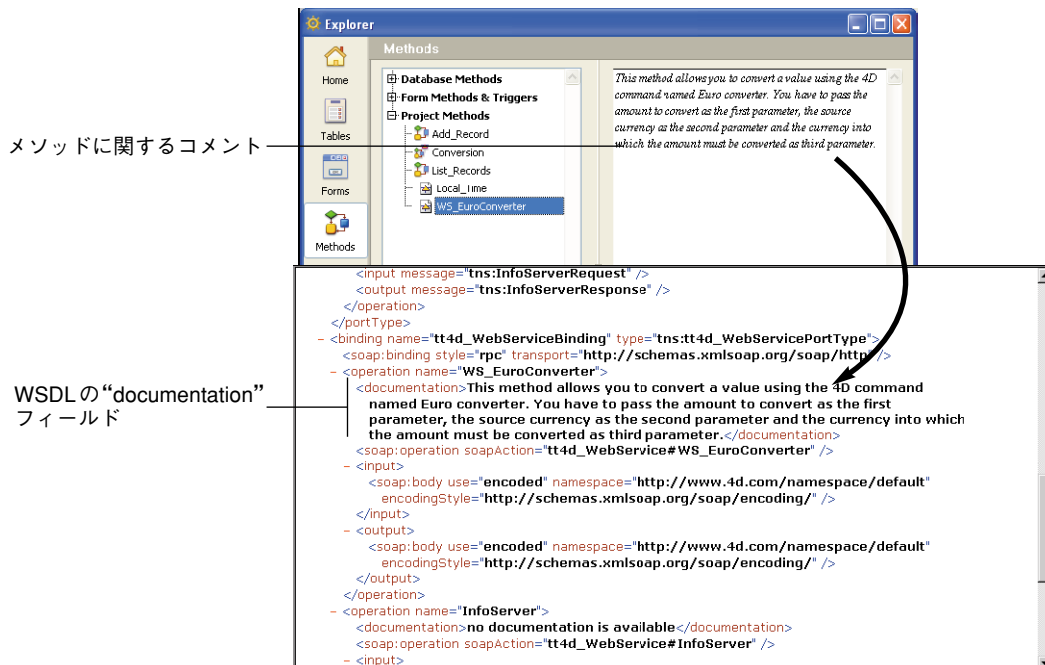 Explorer
Methods
Home
Tables
Forms
Methods
Database Methods
Form Methods & Triggers
Project Methods
Add_Record
Conversion
List_Records
Local_Time
WS_EuroConverter
This method allows you to convert a value using the 4D
command named Euro converter. You have to pass the
amount to convert as the first parameter, the source
currency as the second parameter and the currency into
which the amount must be converted as third parameter.
メソッドに関するコメント
<input message="tns:InfoServerRequest" />
<output message="tns:InfoServerResponse" />
</operation>
</portType>
– <binding name="tt4d_WebServiceBinding" type="tns:tt4d_WebServicePortType">
<soap:binding style="rpc" transport="http://schemas.xmlsoap.org/soap/http" />
– <operation name="WS_EuroConverter">
<documentation>This method allows you to convert a value using the 4D command
named Euro converter. You have to pass the amount to convert as the first
parameter, the source currency as the second parameter and the currency into which
the amount must be converted as third parameter.</documentation>
<soap:operation soapAction="tt4d_WebService#WS_EuroConverter" />
– <input>
<soap:body use="encoded" namespace="http://www.4d.com/namespace/default"
encodingStyle="http://schemas.xmlsoap.org/soap/encoding/" />
</input>
– <output>
<soap:body use="encoded" namespace="http://www.4d.com/namespace/default"
encodingStyle="http://schemas.xmlsoap.org/soap/encoding/" />
</output>
</operation>
– <operation name="InfoServer">
<documentation>no documentation is available</documentation>
<soap:operation soapAction="tt4d_WebService#InfoServer" />
– <input>
WSDLの“documentation”
フィールド